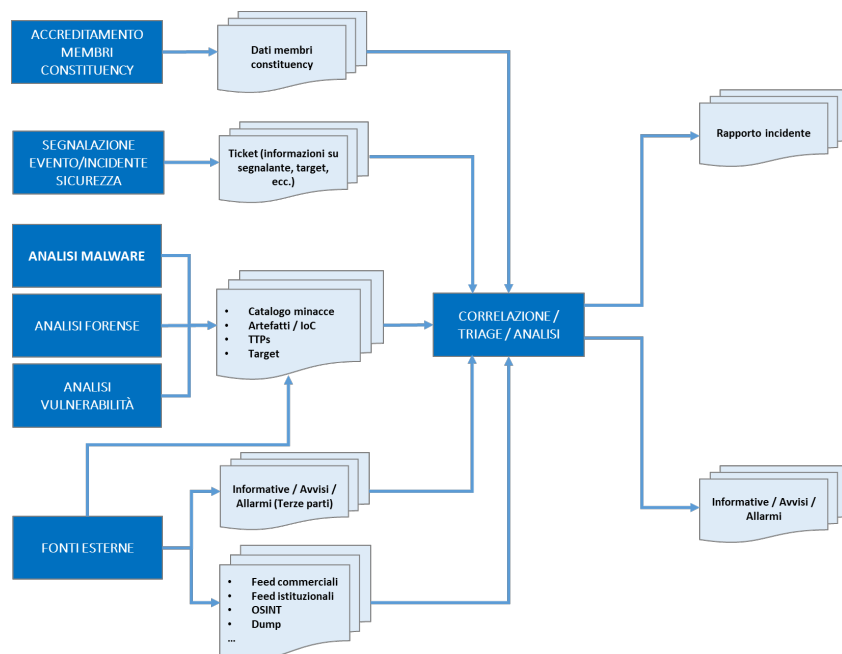 ACCREDITAMENTO
MEMBRI
CONSTITUENCY
Dati membri
constituency
SEGNALAZIONE
EVENTO/INCIDENTE
SICUREZZA
Ticket (informazioni su
segnalante, target,
ecc.)
Rapporto incidente
ANALISI MALWARE
ANALISI FORENSE
ANALISI
VULNERABILITÀ
• Catalogo minacce
• Artefatti / IoC
• TTPs
• Target
CORRELAZIONE /
TRIAGE / ANALISI
Informative / Avvisi /
Allarmi (Terze parti)
Informative / Avvisi /
Allarmi
FONTI ESTERNE
• Feed commerciali
• Feed istituzionali
• OSINT
• Dump
...